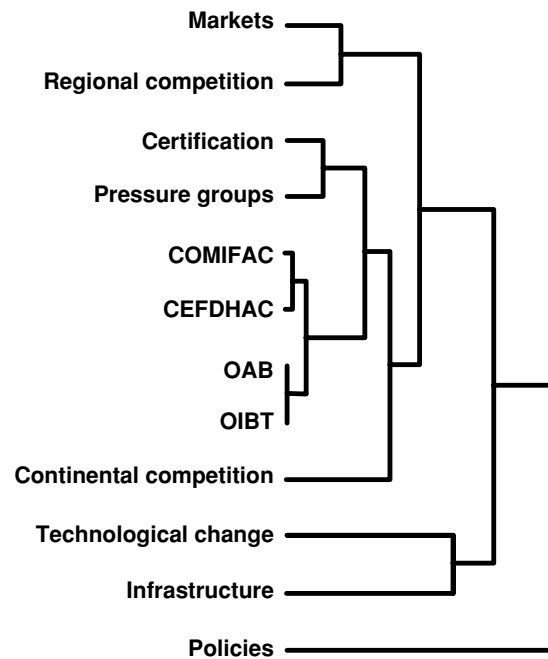 Markets
Regional competition
Certification
Pressure groups
COMIFAC
CEFDHAC
OAB
OIBT
Continental competition
Technological change
Infrastructure
Policies